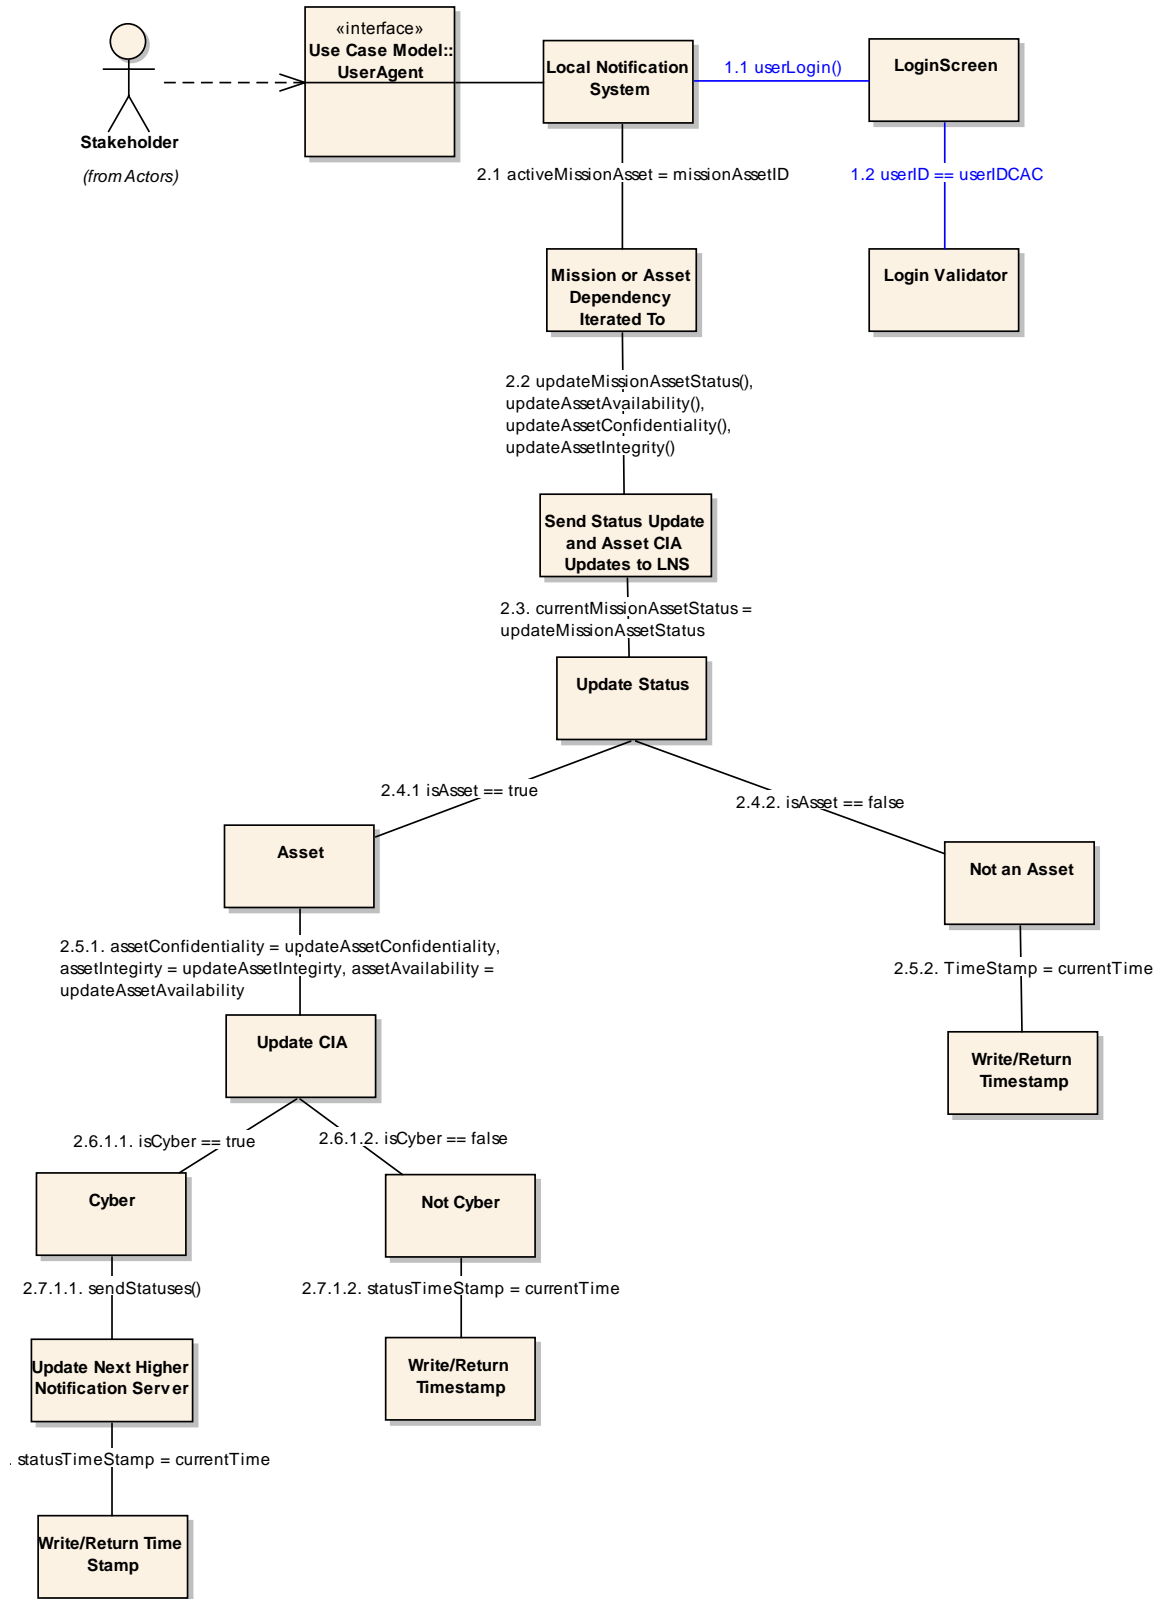 «interface»
Use Case Model::
UserAgent
Stakeholder
(from Actors)
Local Notification
System
1.1 userLogin()
LoginScreen
1.2 userID == userIDCAC
Login Validator
2.1 activeMissionAsset = missionAssetID
Mission or Asset
Dependency
Iterated To
2.2 updateMissionAssetStatus(),
updateAssetAvailability(),
updateAssetConfidentiality(),
updateAssetIntegrity()
Send Status Update
and Asset CIA
Updates to LNS
2.3. currentMissionAssetStatus =
updateMissionAssetStatus
Update Status
2.4.1 isAsset == true
2.4.2. isAsset == false
Asset
Not an Asset
2.5.1. assetConfidentiality = updateAssetConfidentiality,
assetIntegirty = updateAssetIntegirty, assetAvailability =
updateAssetAvailability
2.5.2. TimeStamp = currentTime
Update CIA
Write/Return
Timestamp
2.6.1.1. isCyber == true
2.6.1.2. isCyber == false
Cyber
Not Cyber
2.7.1.1. sendStatuses()
2.7.1.2. statusTimeStamp = currentTime
Update Next Higher
Notification Server
Write/Return
Timestamp
. statusTimeStamp = currentTime
Write/Return Time
Stamp